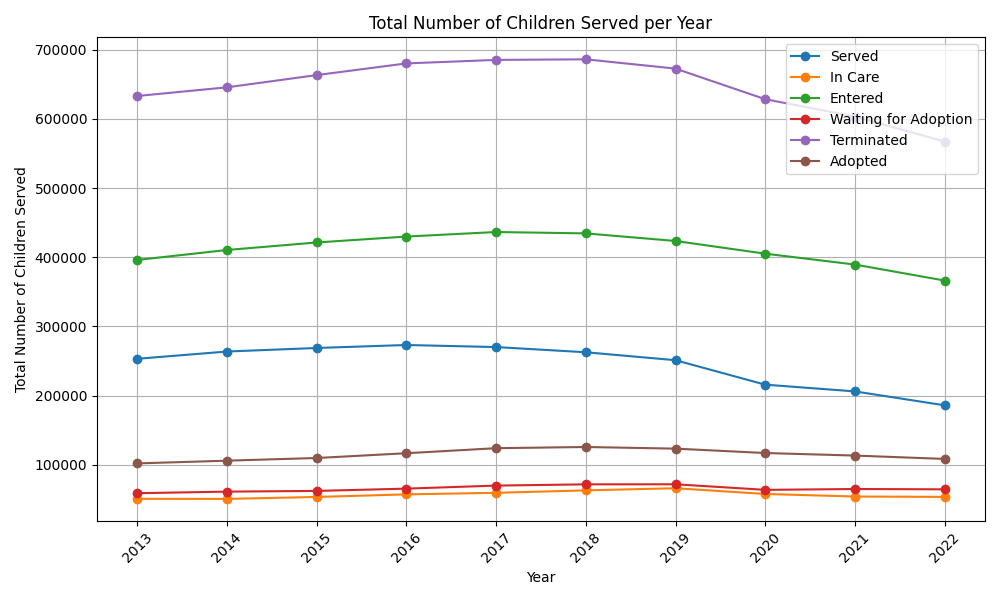 Total Number of Children Served per Year
Served
In Care
Entered
Waiting for Adoption
Terminated
Adopted
Total Number of Children Served
700000
600000
500000
400000
300000
200000
100000
2013
2014
2015
2016
2017
2018
2019
2020
2021
2022
Year